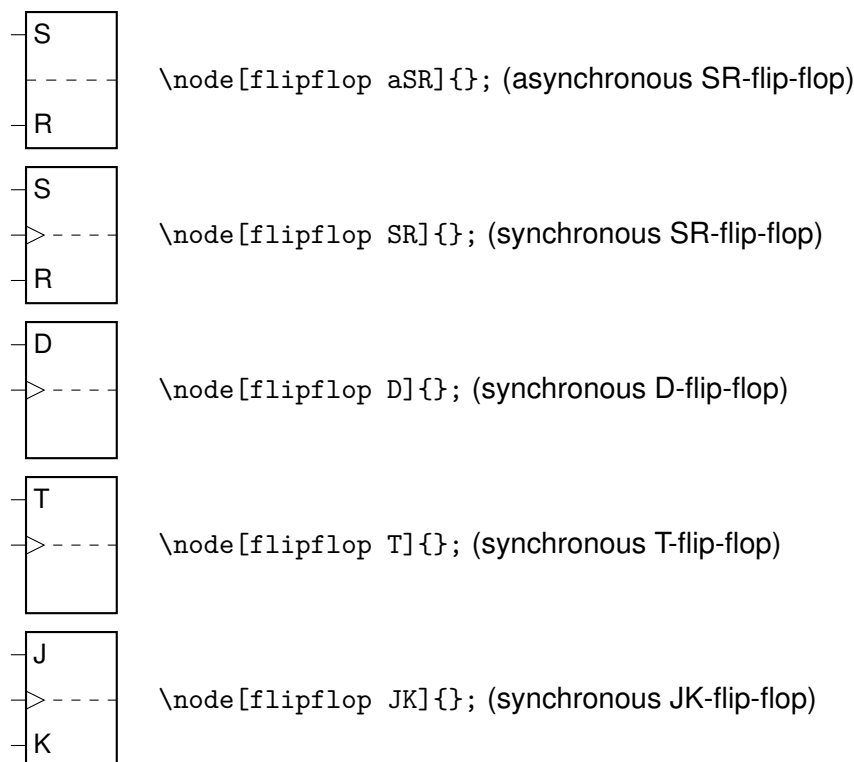 S
\node[flipflop aSR]{}; (asynchronous SR-flip-flop)
R
S
\node[flipflop SR]{}; (synchronous SR-flip-flop)
R
D
\node[flipflop D]{}; (synchronous D-flip-flop)
T
\node[flipflop T]{}; (synchronous T-flip-flop)
J
\node[flipflop JK]{}; (synchronous JK-flip-flop)
K